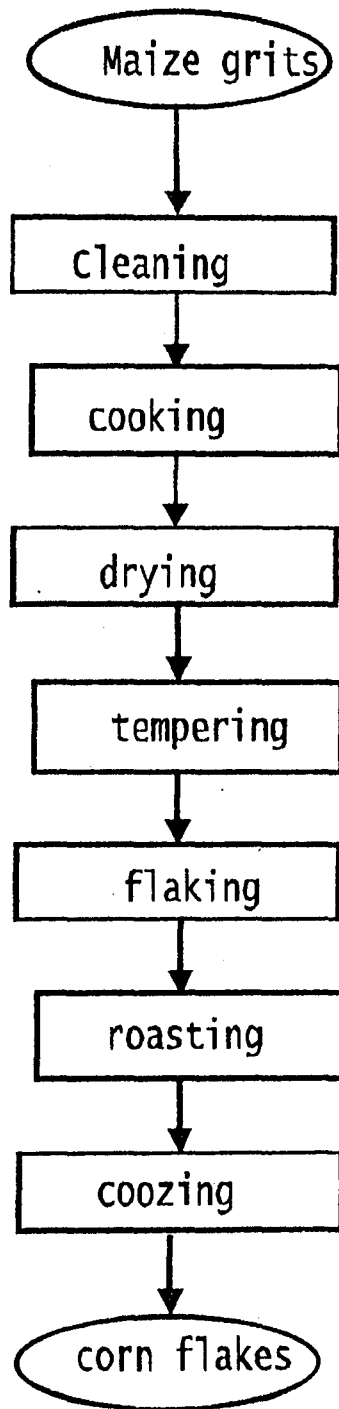 Maize grits
Cleaning
cooking
drying
tempering
flaking
roasting
coozing
corn flakes